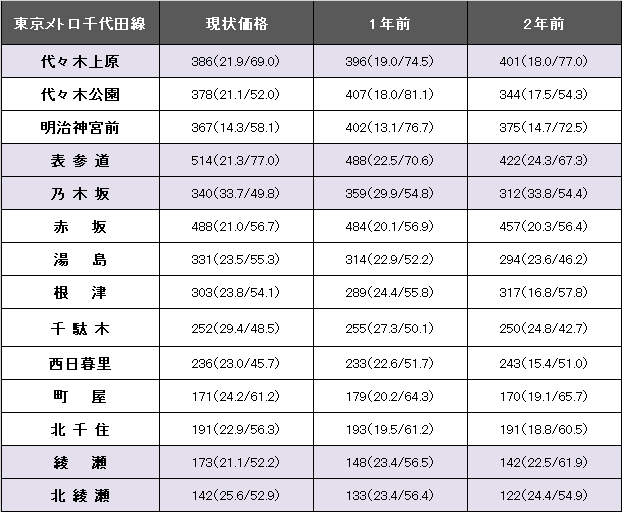 東京メトロ千代田線 現状価格 1年前 2年前
代々木上原 386(21.9/69.0) 396(19.0/74.5) 401(18.0/77.0)
代々木公園 378(21.1/52.0) 407(18.0/81.1) 344(17.5/54.3)
明治神宮前 367(14.3/58.1) 402(13.1/76.7) 375(14.7/72.5)
表参道 514(21.3/77.0) 488(22.5/70.6) 422(24.3/67.3)
乃木坂 340(33.7/49.8) 359(29.9/54.8) 312(33.8/54.4)
赤坂 488(21.0/56.7) 484(20.1/56.9) 457(20.3/56.4)
湯島 331(23.5/55.3) 314(22.9/52.2) 294(23.6/46.2)
根津 303(23.8/54.1) 289(24.4/55.8) 317(16.8/57.8)
千駄木 252(29.4/48.5) 255(27.3/50.1) 250(24.8/42.7)
西日暮里 236(23.0/45.7) 233(22.6/51.7) 243(15.4/51.0)
町屋 171(24.2/61.2) 179(20.2/64.3) 170(19.1/65.7)
北千住 191(22.9/56.3) 193(19.5/61.2) 191(18.8/60.5)
綾瀬 173(21.1/52.2) 148(23.4/56.5) 142(22.5/61.9)
北綾瀬 142(25.6/52.9) 133(23.4/56.4) 122(24.4/54.9)